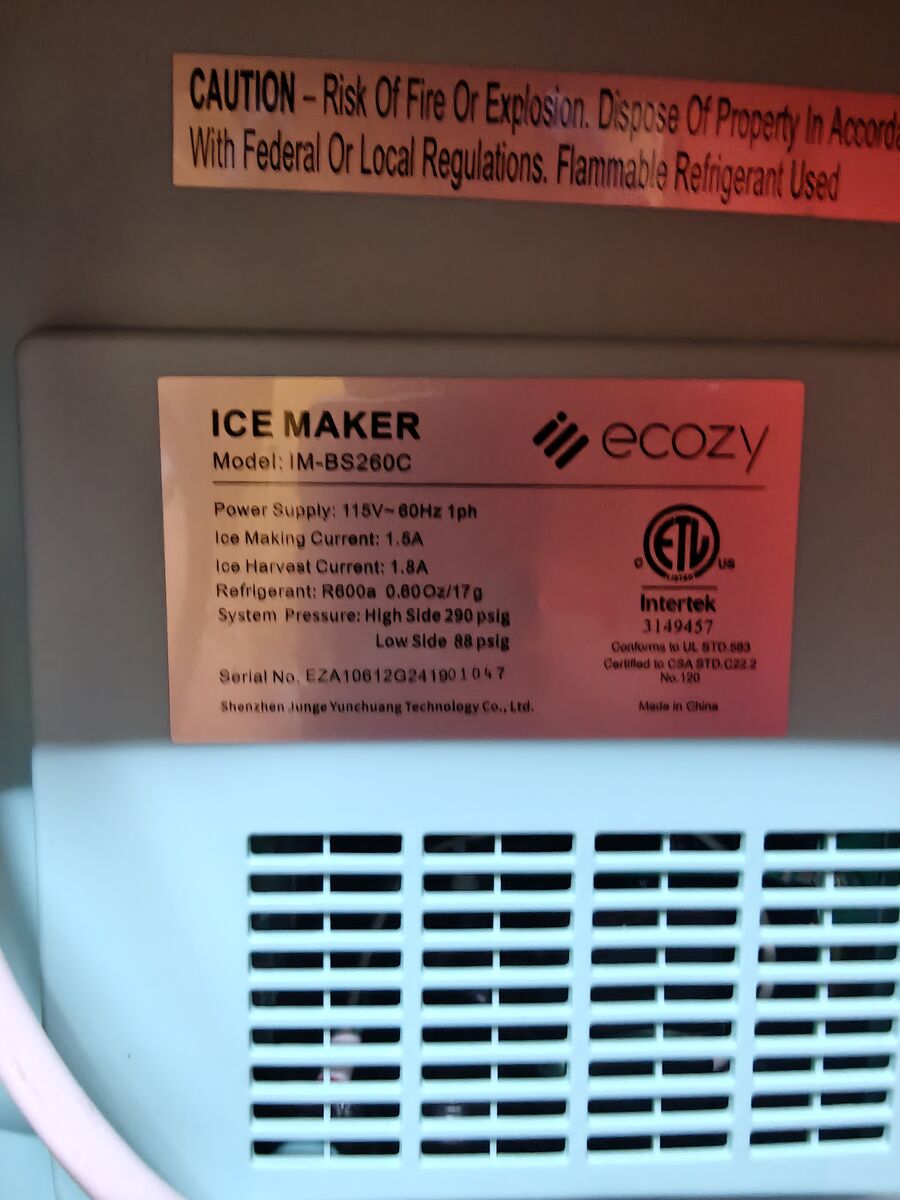 CAUTION – Risk Of Fire Or Explosion. Dispose Of Property In Accorda
With Federal Or Local Regulations. Flammable Refrigerant Used
ICE MAKER
ecozy
Model: IM-BS260C
Power Supply: 115V~60Hz 1ph
Ice Making Current: 1.5A
Ice Harvest Current: 1.8A
Refrigerant: R600a 0.60Oz/17g
System Pressure: High Side 290 psig
Low Side 88 psig
Serial No. EZA10612G241901047
Shenzhen Junge Yunchuang Technology Co., Ltd.
ETL
LISTED
C US
Intertek
3149457
Conforms to UL STD.563
Certified to CSA STD.C22.2
No.120
Made in China